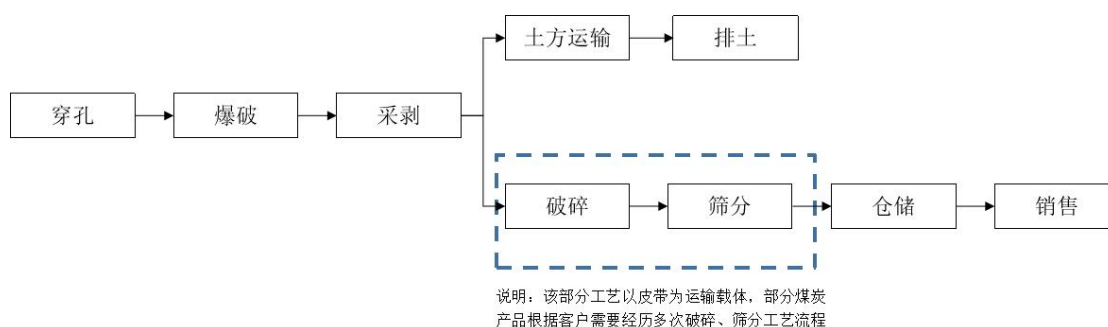 土方运输
排土
穿孔
爆破
采剥
破碎
筛分
仓储
销售
说明：该部分工艺以皮带为运输载体，部分煤炭
产品根据客户需要经历多次破碎、筛分工艺流程